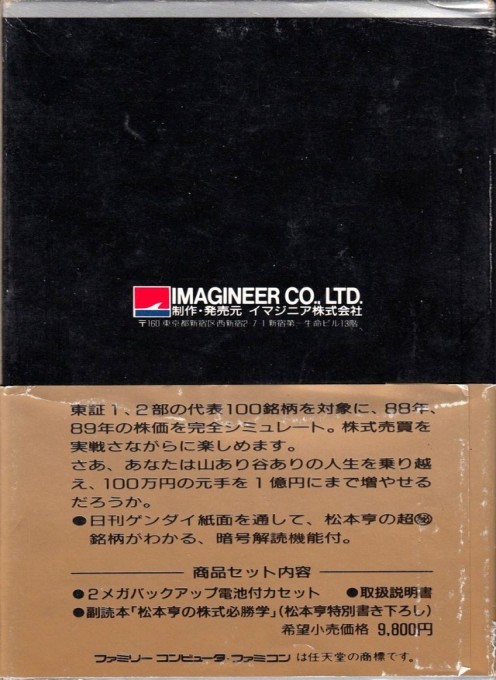 IMAGINEER CO., LTD.
制作・発売元 イマジニア株式会社
〒160 東京都新宿区西新宿2-7-1新宿第一生命ビル13階
東証1、2部の代表100銘柄を対象に、88年、
89年の株価を完全シミュレート。株式売買を
実戦さながらに楽しめます。
さあ、あなたは山あり谷ありの人生を乗り越
え、100万円の元手を1億円にまで増やせる
だろうか。
●日刊ゲンダイ紙面を通して、松本亨の超㊙
銘柄がわかる、暗号解読機能付。
商品セット内容
●2メガバックアップ電池付カセット ●取扱説明書
●副読本「松本亨の株式必勝学」(松本亨特別書き下ろし)
希望小売価格 9,800円
ファミリーコンピュータ・ファミコン は任天堂の商標です。